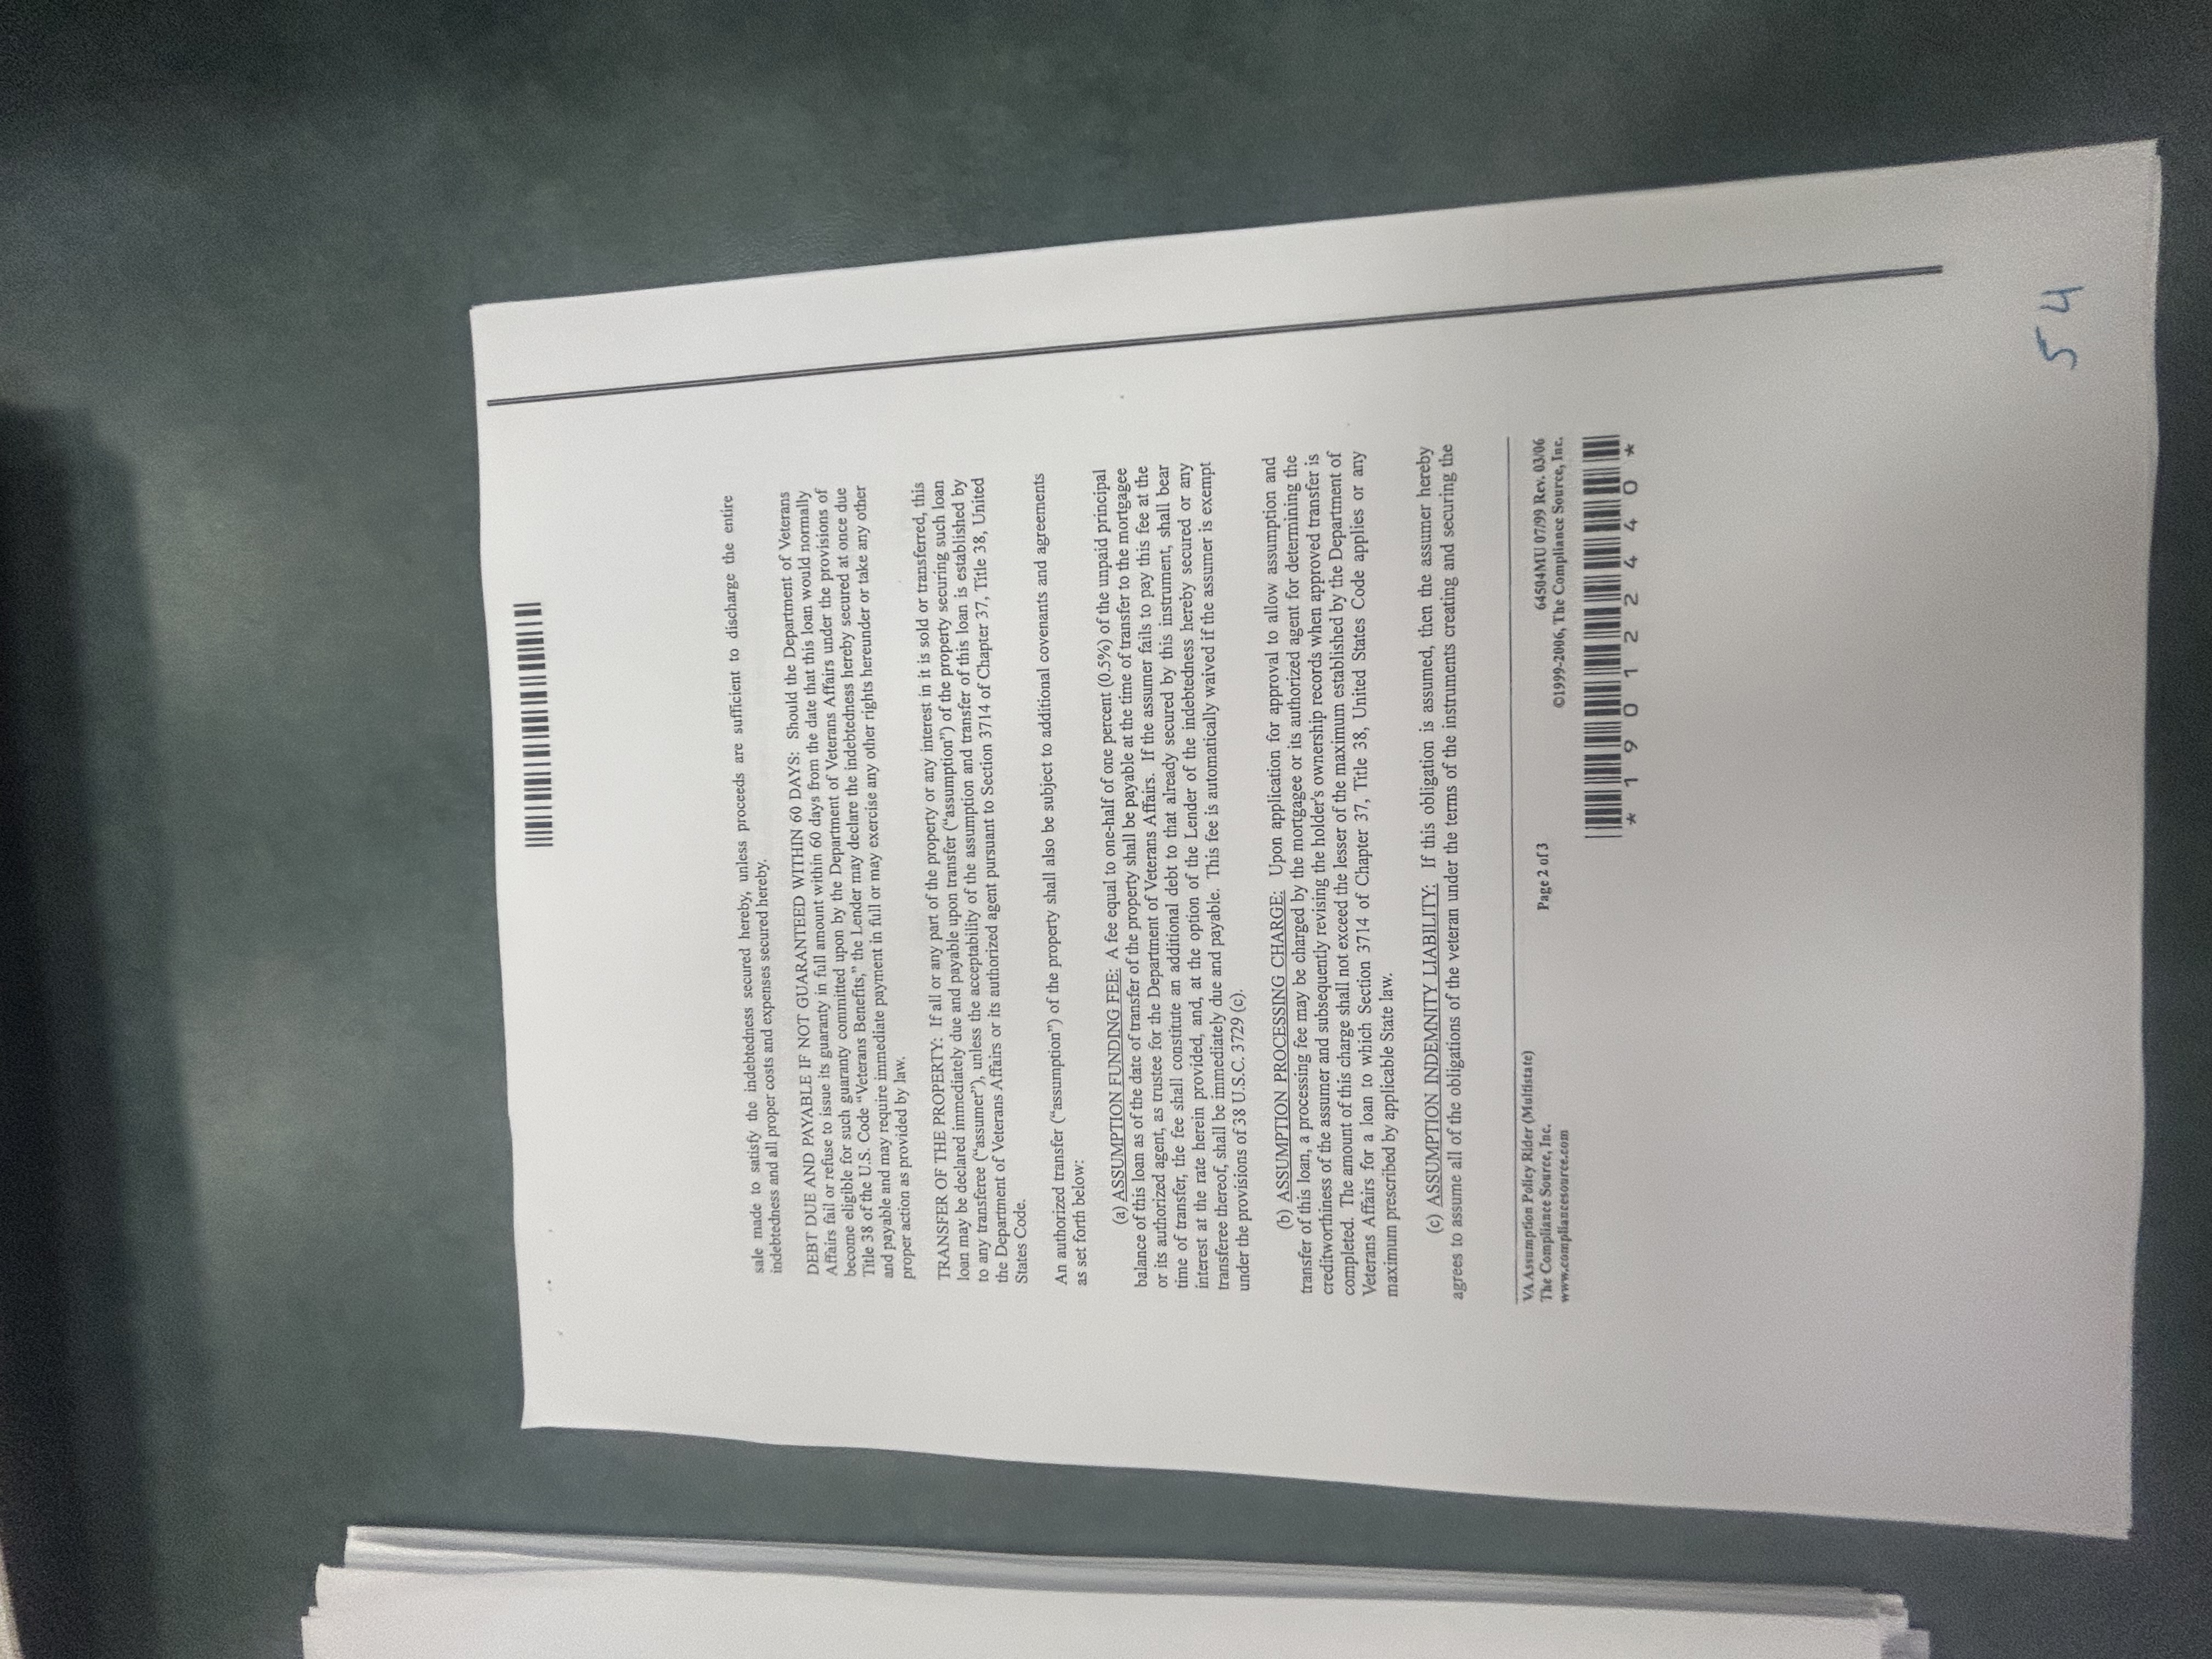 sale made to satisfy the indebtedness secured hereby, unless proceeds are sufficient to discharge the entire
indebtedness and all proper costs and expenses secured hereby.
DEBT DUE AND PAYABLE IF NOT GUARANTEED WITHIN 60 DAYS: Should the Department of Veterans
Affairs fail or refuse to issue its guaranty in full amount within 60 days from the date that this loan would normally
become eligible for such guaranty committed upon by the Department of Veterans Affairs under the provisions of
Title 38 of the U.S. Code “Veterans Benefits,” the Lender may declare the indebtedness hereby secured at once due
and payable and may require immediate payment in full or may exercise any other rights hereunder or take any other
proper action as provided by law.
TRANSFER OF THE PROPERTY: If all or any part of the property or any interest in it is sold or transferred, this
loan may be declared immediately due and payable upon transfer (“assumption”) of the property securing such loan
to any transferee (“assumer”), unless the acceptability of the assumption and transfer of this loan is established by
the Department of Veterans Affairs or its authorized agent pursuant to Section 3714 of Chapter 37, Title 38, United
States Code.
An authorized transfer (“assumption”) of the property shall also be subject to additional covenants and agreements
as set forth below:
(a) ASSUMPTION FUNDING FEE: A fee equal to one-half of one percent (0.5%) of the unpaid principal
balance of this loan as of the date of transfer of the property shall be payable at the time of transfer to the mortgagee
or its authorized agent, as trustee for the Department of Veterans Affairs. If the assumer fails to pay this fee at the
time of transfer, the fee shall constitute an additional debt to that already secured by this instrument, shall bear
interest at the rate herein provided, and, at the option of the Lender of the indebtedness hereby secured or any
transferee thereof, shall be immediately due and payable. This fee is automatically waived if the assumer is exempt
under the provisions of 38 U.S.C. 3729 (c).
(b) ASSUMPTION PROCESSING CHARGE: Upon application for approval to allow assumption and
transfer of this loan, a processing fee may be charged by the mortgagee or its authorized agent for determining the
creditworthiness of the assumer and subsequently revising the holder's ownership records when approved transfer is
completed. The amount of this charge shall not exceed the lesser of the maximum established by the Department of
Veterans Affairs for a loan to which Section 3714 of Chapter 37, Title 38, United States Code applies or any
maximum prescribed by applicable State law.
(c) ASSUMPTION INDEMNITY LIABILITY: If this obligation is assumed, then the assumer hereby
agrees to assume all of the obligations of the veteran under the terms of the instruments creating and securing the
VA Assumption Policy Rider (Multistate)
The Compliance Source, Inc.
www.compliancesource.com
Page 2 of 3
64504MU 07/99 Rev. 03/06
©1999-2006, The Compliance Source, Inc.
* 1 9 0 1 2 2 4 4 0 *
54